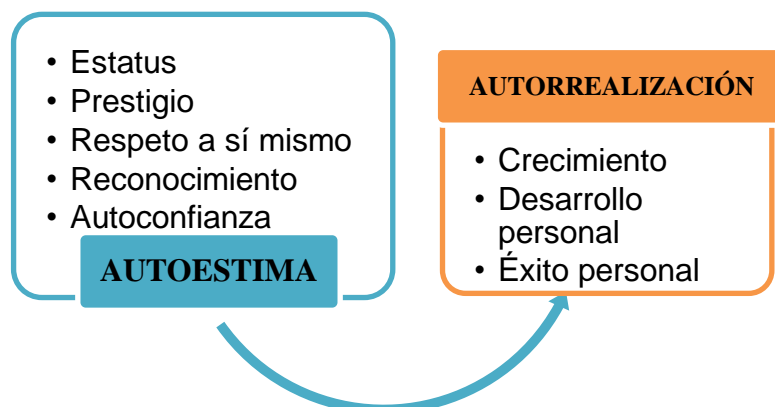 • Estatus
• Prestigio
• Respeto a sí mismo
• Reconocimiento
• Autoconfianza
AUTOESTIMA
AUTORREALIZACIÓN
• Crecimiento
• Desarrollo
personal
• Éxito personal